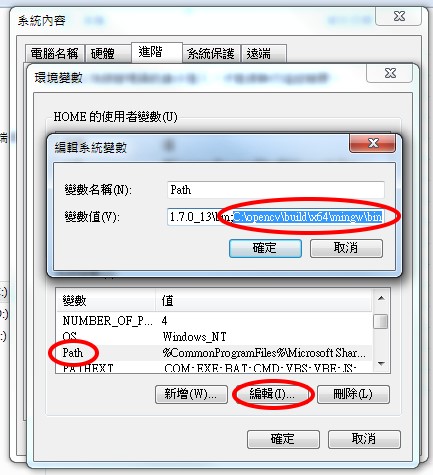 系統內容
電腦名稱 硬體 進階 系統保護 遠端
環境變數
HOME 的使用者變數(U)
編輯系統變數
變數名稱(N): Path
變數值(V): 1.7.0_13\bin;C:\opencv\build\x64\mingw\bin
確定 取消
變數 值
NUMBER_OF_P... 4
OS Windows_NT
Path %CommonProgramFiles%\Microsoft Shar...
PATHEXT .COM;.EXE;.BAT;.CMD;.VBS;.VBE;.JS;...
新增(W)... 編輯(I)... 刪除(L)
確定 取消